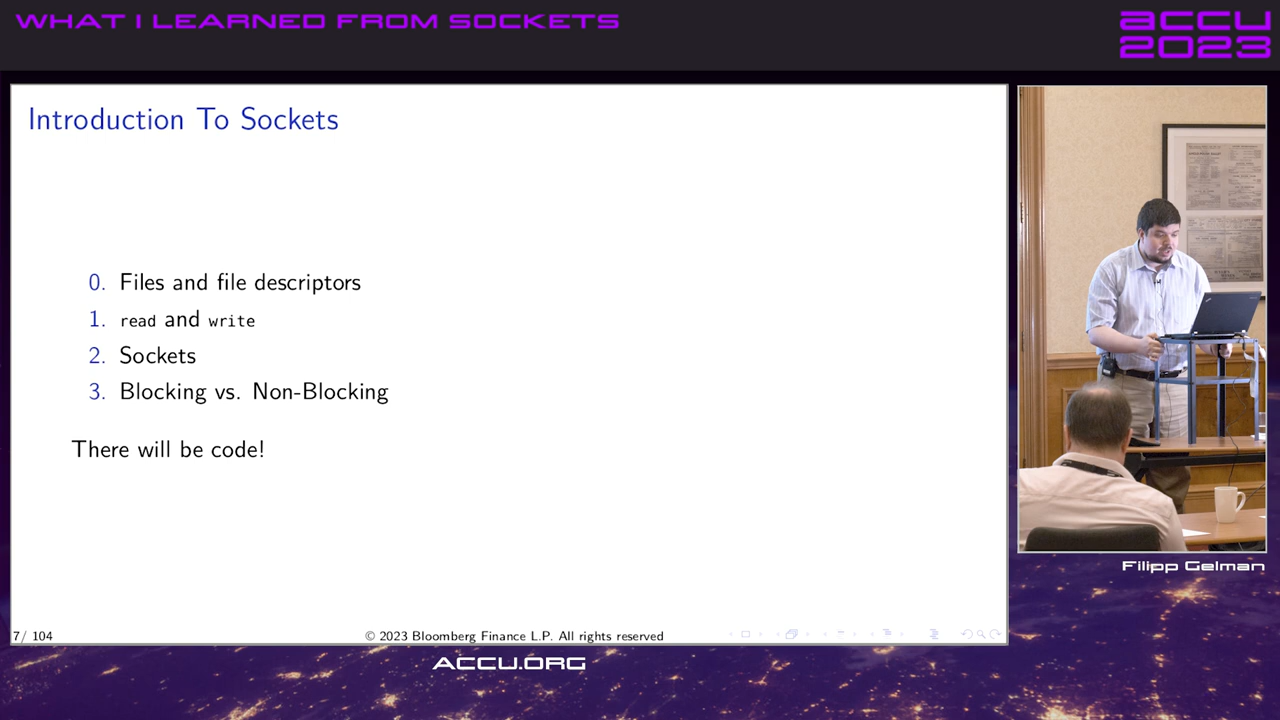 WHAT I LEARNED FROM SOCKETS
ACCU
2023
Introduction To Sockets
0. Files and file descriptors
1. read and write
2. Sockets
3. Blocking vs. Non-Blocking
There will be code!
7/ 104
© 2023 Bloomberg Finance L.P. All rights reserved
Filipp Gelman
ACCU.ORG